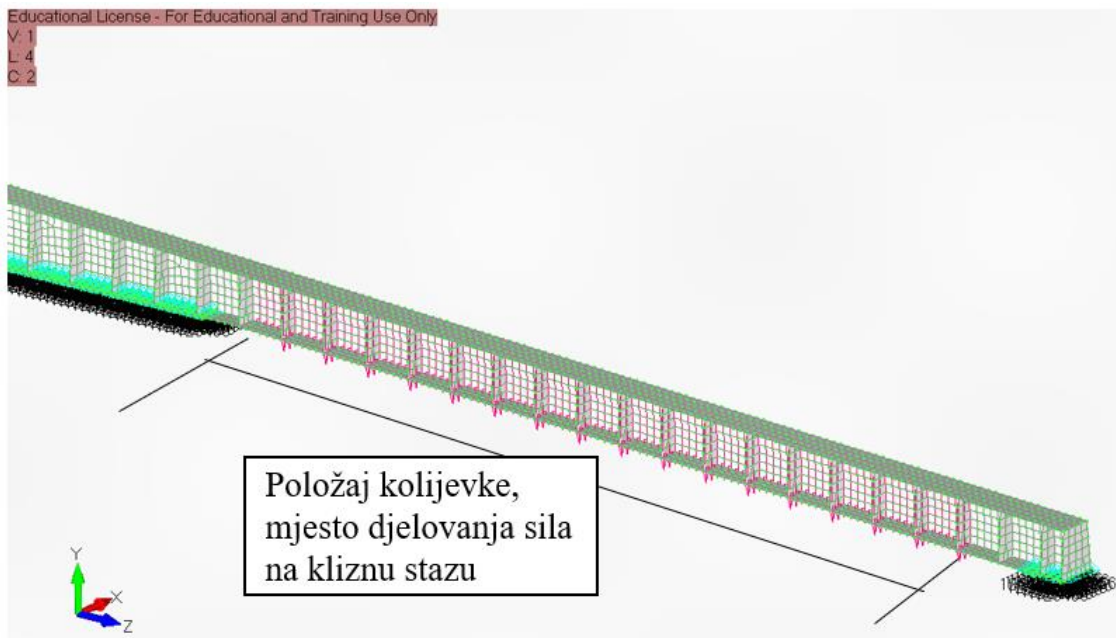 Educational License - For Educational and Training Use Only
V: 1
L: 4
C: 2
Položaj kolijevke,
mjesto djelovanja sila
na kliznu stazu
Y
X
Z